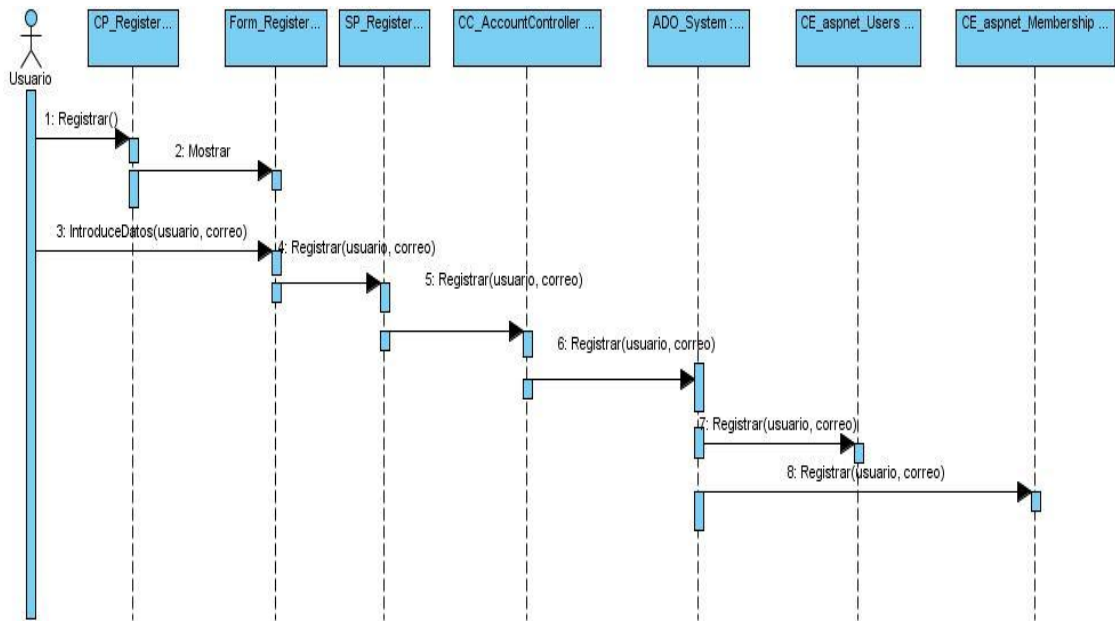 CP_Register...
Form_Register...
SP_Register...
CC_AccountController ...
ADO_System :...
CE_aspnet_Users ...
CE_aspnet_Membership ...
Usuario
1: Registrar()
2: Mostrar
3: IntroduceDatos(usuario, correo)
4: Registrar(usuario, correo)
5: Registrar(usuario, correo)
6: Registrar(usuario, correo)
7: Registrar(usuario, correo)
8: Registrar(usuario, correo)